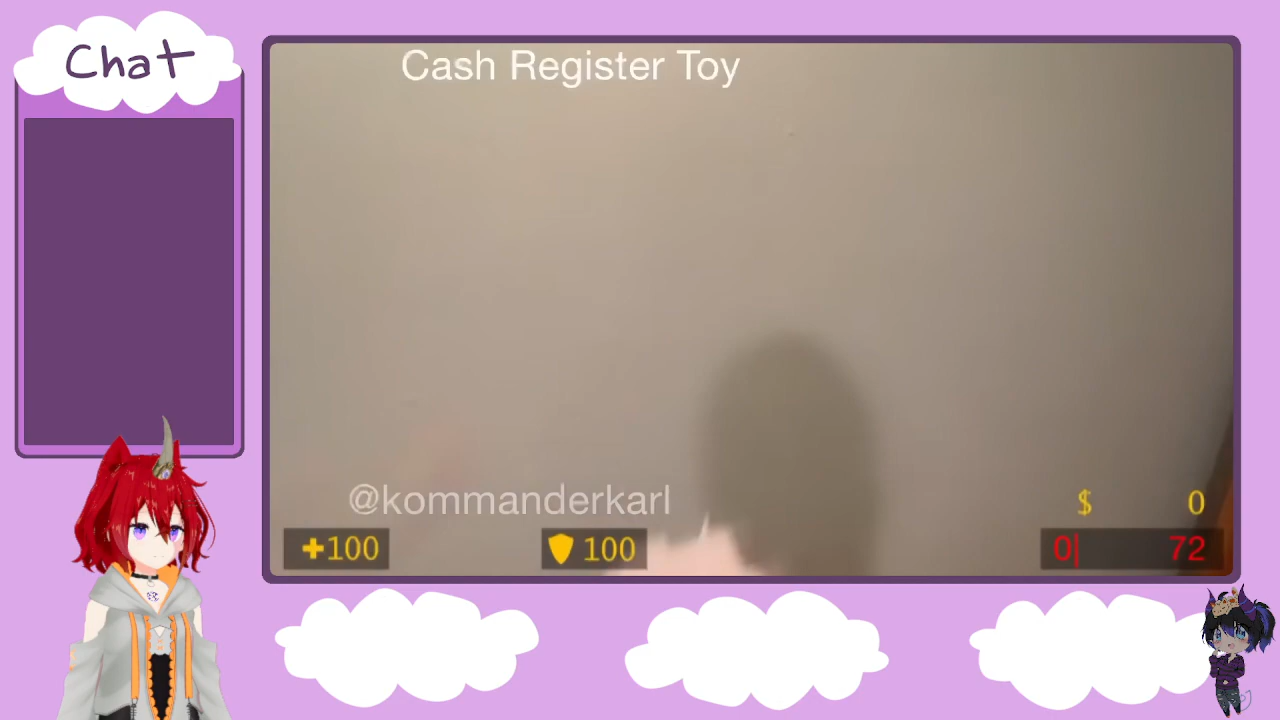 Chat
Cash Register Toy
@kommanderkarl
$ 0
+100
100
0| 72